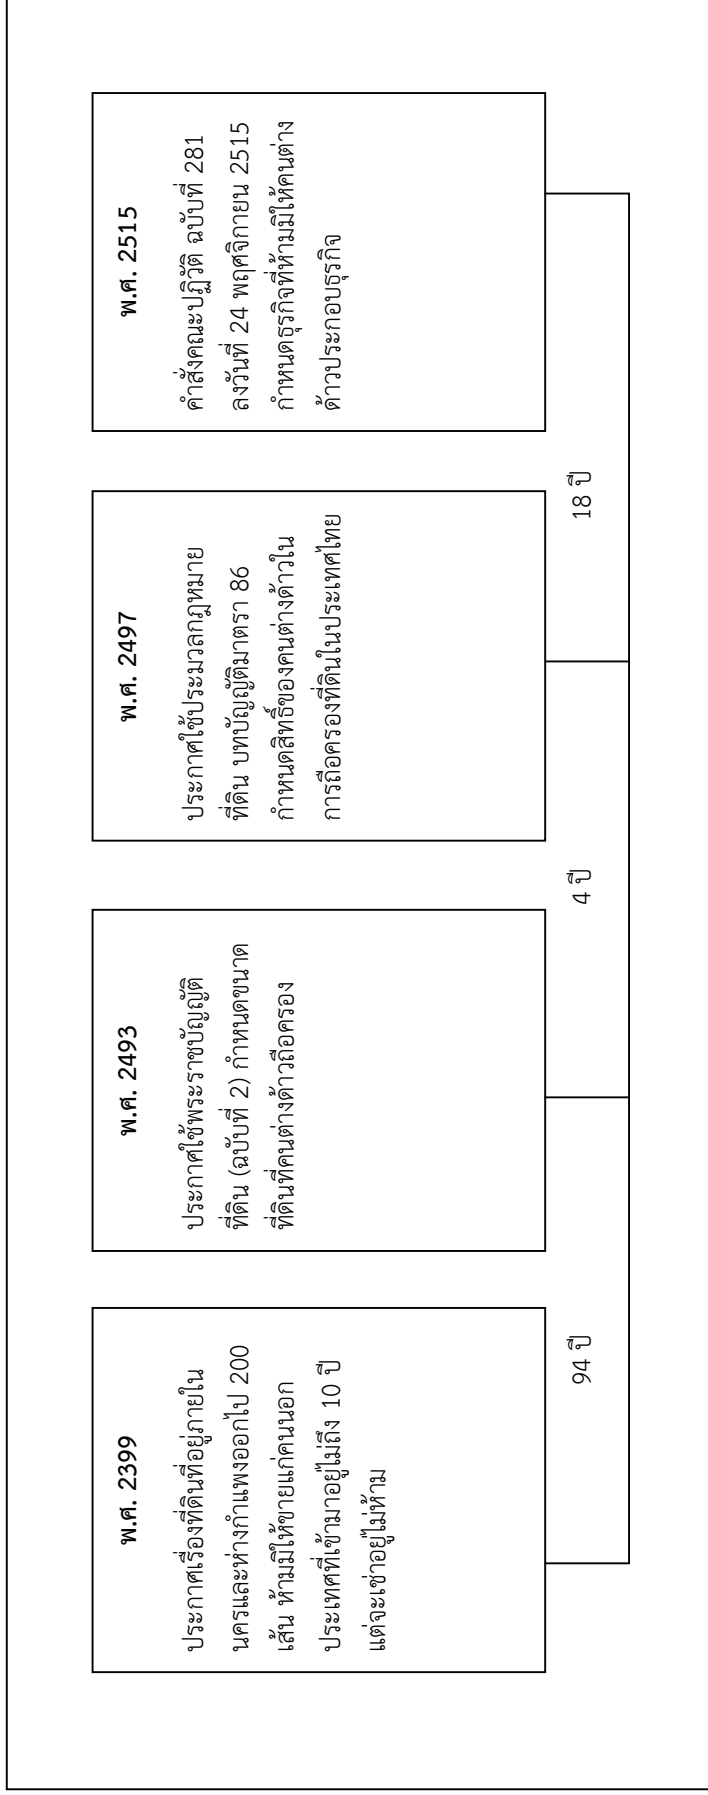 พ.ศ. 2399
ประกาศเรื่องที่ดินที่อยู่ภายใน
นครและห่างกำแพงออกไป 200
เส้น ห้ามมิให้ขายแก่คนนอก
ประเทศที่เข้ามาอยู่ไม่ถึง 10 ปี
แต่จะเช่าอยู่ไม่ห้าม
94 ปี
พ.ศ. 2493
ประกาศใช้พระราชบัญญัติ
ที่ดิน (ฉบับที่ 2) กำหนดขนาด
ที่ดินที่คนต่างด้าวถือครอง
4 ปี
พ.ศ. 2497
ประกาศใช้ประมวลกฎหมาย
ที่ดิน บทบัญญัติมาตรา 86
กำหนดสิทธิ์ของคนต่างด้าวใน
การถือครองที่ดินในประเทศไทย
18 ปี
พ.ศ. 2515
คำสั่งคณะปฏิวัติ ฉบับที่ 281
ลงวันที่ 24 พฤศจิกายน 2515
กำหนดธุรกิจที่ห้ามมิให้คนต่าง
ด้าวประกอบธุรกิจ